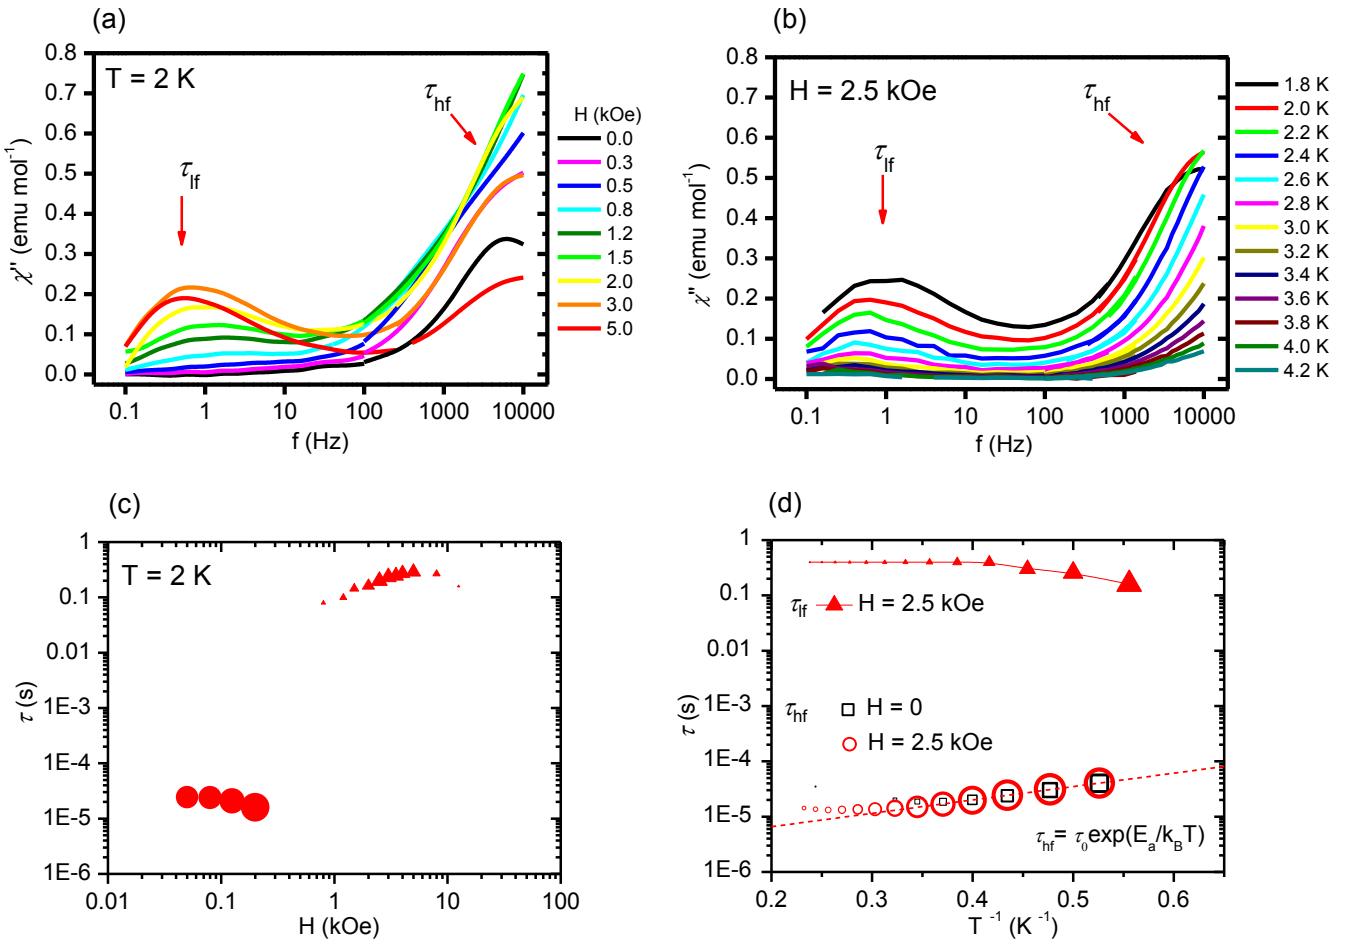 (a)
T = 2 K
τhf
τlf
χ'' (emu mol-1)
0.8
0.7
0.6
0.5
0.4
0.3
0.2
0.1
0.0
0.1
1
10
100
1000
10000
f (Hz)
H (kOe)
0.0
0.3
0.5
0.8
1.2
1.5
2.0
3.0
5.0
(b)
H = 2.5 kOe
τhf
τlf
χ'' (emu mol-1)
0.8
0.7
0.6
0.5
0.4
0.3
0.2
0.1
0.0
0.1
1
10
100
1000
10000
f (Hz)
1.8 K
2.0 K
2.2 K
2.4 K
2.6 K
2.8 K
3.0 K
3.2 K
3.4 K
3.6 K
3.8 K
4.0 K
4.2 K
(c)
T = 2 K
τ (s)
1
0.1
0.01
1E-3
1E-4
1E-5
1E-6
0.01
0.1
1
10
100
H (kOe)
(d)
τ (s)
1
0.1
0.01
1E-3
1E-4
1E-5
1E-6
τlf H = 2.5 kOe
τhf H = 0
H = 2.5 kOe
τhf = τ0exp(Ea/kBT)
0.2
0.3
0.4
0.5
0.6
T -1 (K-1)